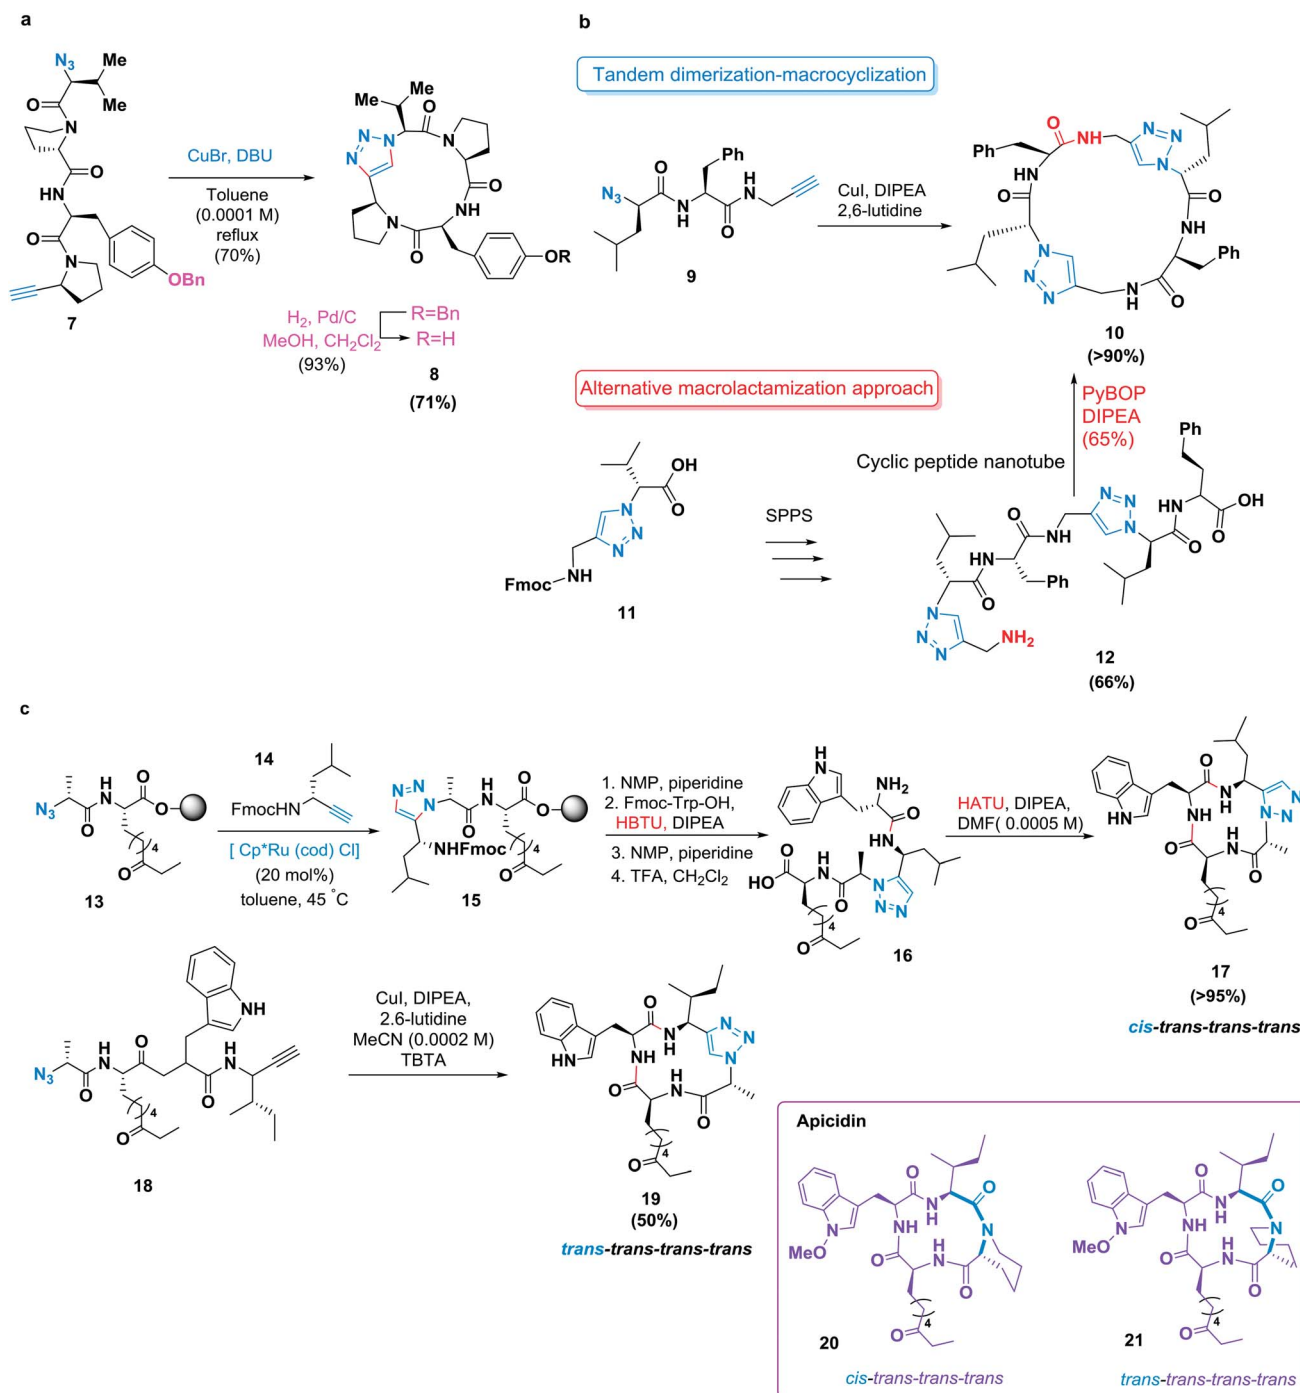 a
N3
Me
Me
O
N
O
HN
O
N
OBn
7
CuBr, DBU
Toluene
(0.0001 M)
reflux
(70%)
Me
Me
O
N
N
N
N
O
N
O
HN
OR
H2, Pd/C
MeOH, CH2Cl2
(93%)
R=Bn
R=H
8
(71%)
b
Tandem dimerization-macrocyclization
Ph
O
H
N
N3
N
H
O
9
CuI, DIPEA
2,6-lutidine
O
NH
N
N
N
Ph
HN
O
O
NH
N
N
N
Ph
N
H
O
10
(>90%)
Alternative macrolactamization approach
PyBOP
DIPEA
(65%)
Cyclic peptide nanotube
OH
O
N
N
N
NH
Fmoc
11
SPPS
Ph
OH
O
H
N
O
N
N
N
O
N
H
H
N
Ph
O
N
N
N
NH2
12
(66%)
c
N3
H
N
O
O
O
4
O
13
14
FmocHN
[ Cp*Ru (cod) Cl]
(20 mol%)
toluene, 45 °C
N
N
N
H
N
O
O
O
NHFmoc
4
O
15
1. NMP, piperidine
2. Fmoc-Trp-OH,
HBTU, DIPEA
3. NMP, piperidine
4. TFA, CH2Cl2
H
N
NH2
O
HN
O
HO
H
N
O
N
N
N
4
O
16
HATU, DIPEA,
DMF( 0.0005 M)
O
N
H
N
N
N
NH
N
H
H
N
O
O
4
O
17
(>95%)
cis-trans-trans-trans
N3
H
N
O
O
NH
O
H
N
4
O
18
CuI, DIPEA,
2.6-lutidine
MeCN (0.0002 M)
TBTA
O
N
H
N
N
N
NH
N
H
H
N
O
O
4
O
19
(50%)
trans-trans-trans-trans
Apicidin
O
N
H
O
N
NH
N
MeO
O
H
N
O
4
O
20
cis-trans-trans-trans
O
N
H
O
N
NH
N
MeO
O
H
N
O
4
O
21
trans-trans-trans-trans